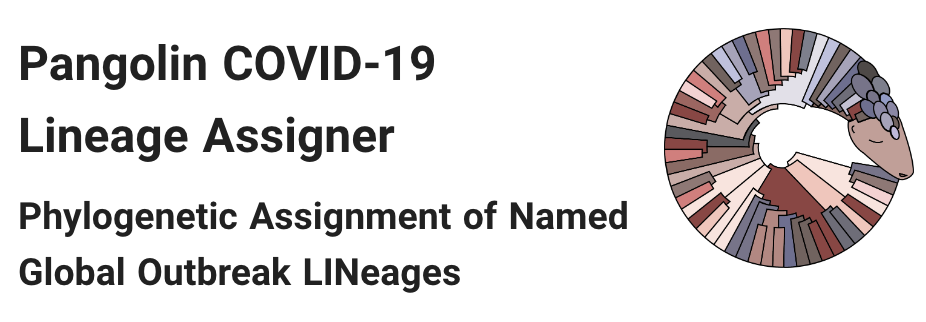 Pangolin COVID-19
Lineage Assigner
Phylogenetic Assignment of Named
Global Outbreak LINeages